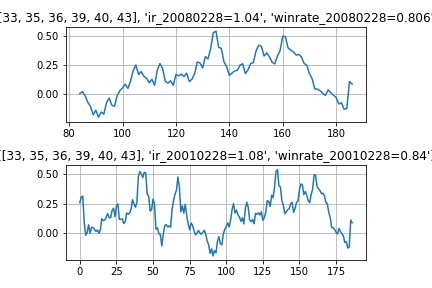 [33, 35, 36, 39, 40, 43], 'ir_20080228=1.04', 'winrate_20080228=0.806'
0.50
0.25
0.00
80 100 120 140 160 180
[[33, 35, 36, 39, 40, 43], 'ir_20010228=1.08', 'winrate_20010228=0.84']
0.50
0.25
0.00
0 25 50 75 100 125 150 175